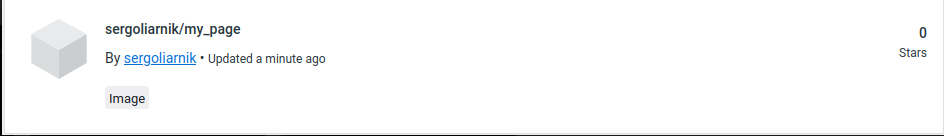 sergoliarnik/my_page
0
By sergoliarnik • Updated a minute ago
Stars
Image